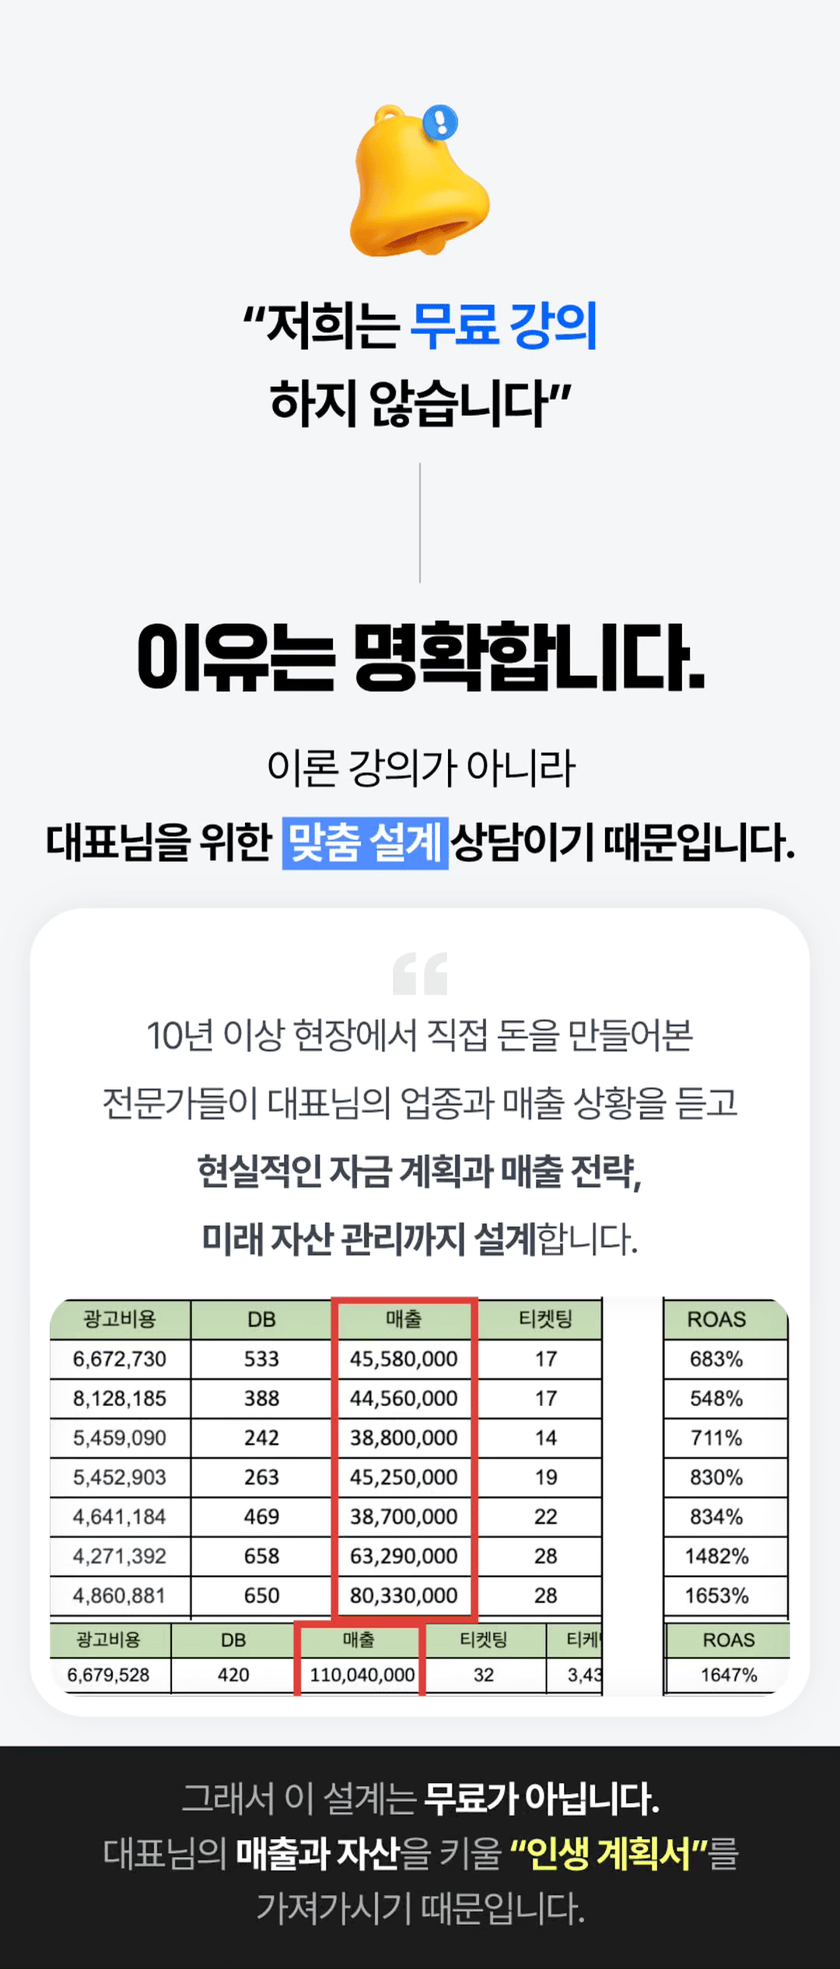 “저희는 무료 강의
하지 않습니다”
이유는 명확합니다.
이론 강의가 아니라
대표님을 위한 맞춤 설계 상담이기 때문입니다.
10년 이상 현장에서 직접 돈을 만들어본
전문가들이 대표님의 업종과 매출 상황을 듣고
현실적인 자금 계획과 매출 전략,
미래 자산 관리까지 설계합니다.
광고비용 DB 매출 티켓팅 ROAS
6,672,730 533 45,580,000 17 683%
8,128,185 388 44,560,000 17 548%
5,459,090 242 38,800,000 14 711%
5,452,903 263 45,250,000 19 830%
4,641,184 469 38,700,000 22 834%
4,271,392 658 63,290,000 28 1482%
4,860,881 650 80,330,000 28 1653%
광고비용 DB 매출 티켓팅 ROAS
6,679,528 420 110,040,000 32 3,43 1647%
그래서 이 설계는 무료가 아닙니다.
대표님의 매출과 자산을 키울 “인생 계획서”를
가져가시기 때문입니다.